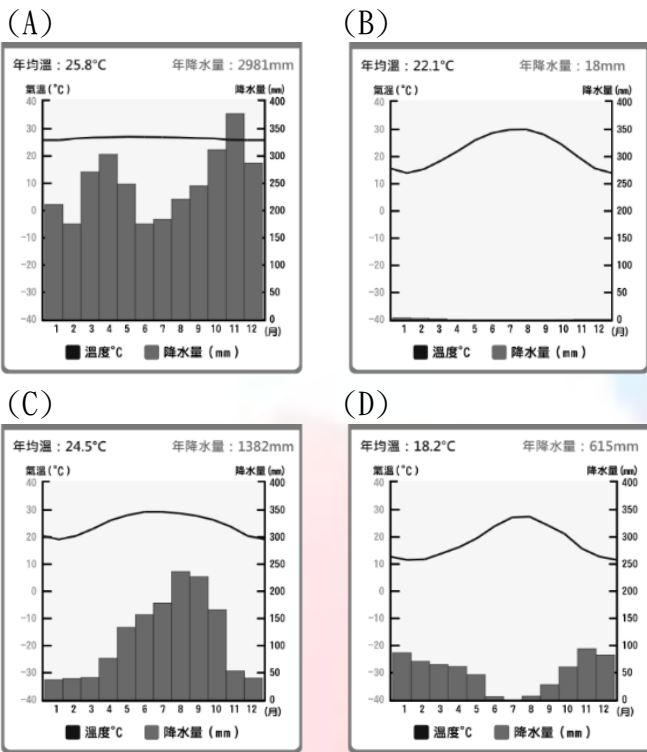 (A)
年均溫：25.8°C 年降水量：2981mm
氣溫(°C) 降水量(mm)
40 400
30 350
20 300
10 250
0 200
-10 150
-20 100
-30 50
-40 0
1 2 3 4 5 6 7 8 9 10 11 12 (月)
溫度°C 降水量(mm)
(B)
年均溫：22.1°C 年降水量：18mm
氣溫(°C) 降水量(mm)
40 400
30 350
20 300
10 250
0 200
-10 150
-20 100
-30 50
-40 0
1 2 3 4 5 6 7 8 9 10 11 12 (月)
溫度°C 降水量(mm)
(C)
年均溫：24.5°C 年降水量：1382mm
氣溫(°C) 降水量(mm)
40 400
30 350
20 300
10 250
0 200
-10 150
-20 100
-30 50
-40 0
1 2 3 4 5 6 7 8 9 10 11 12 (月)
溫度°C 降水量(mm)
(D)
年均溫：18.2°C 年降水量：615mm
氣溫(°C) 降水量(mm)
40 400
30 350
20 300
10 250
0 200
-10 150
-20 100
-30 50
-40 0
1 2 3 4 5 6 7 8 9 10 11 12 (月)
溫度°C 降水量(mm)